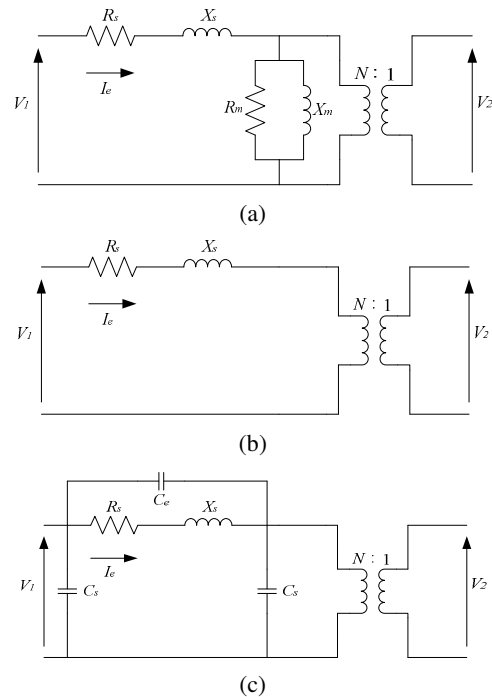 Rs Xs
Ie
V1
Rm Xm
N : 1
V2
(a)
Rs Xs
Ie
V1
N : 1
V2
(b)
Ce
Rs Xs
Ie
V1
Cs
Cs
N : 1
V2
(c)